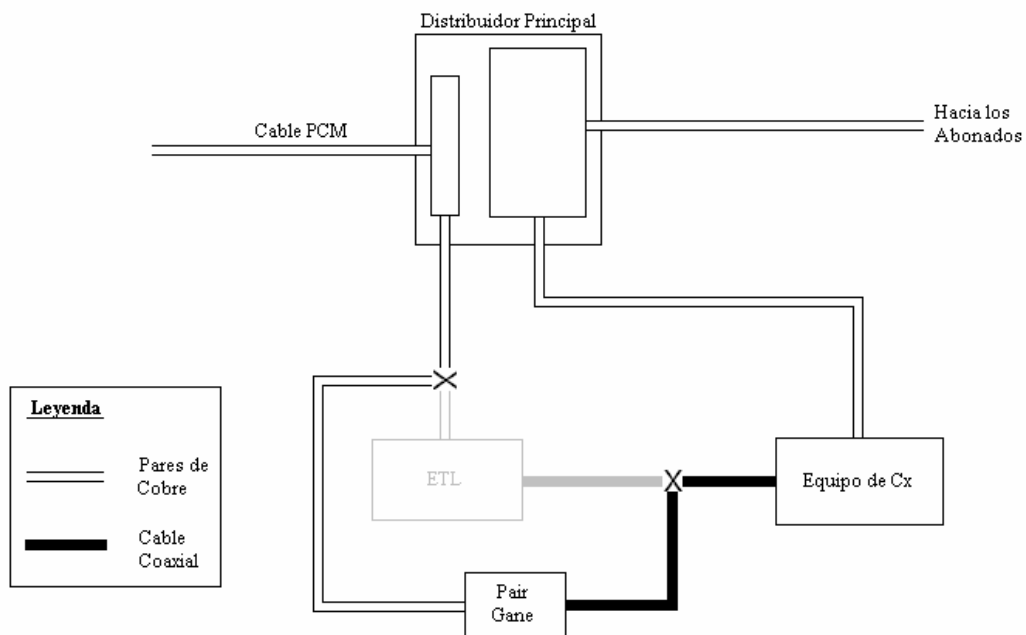 Distribuidor Principal
Cable PCM
Hacia los
Abonados
Leyenda
Pares de
Cobre
Cable
Coaxial
X
ETL
X
Equipo de Cx
Pair
Gane